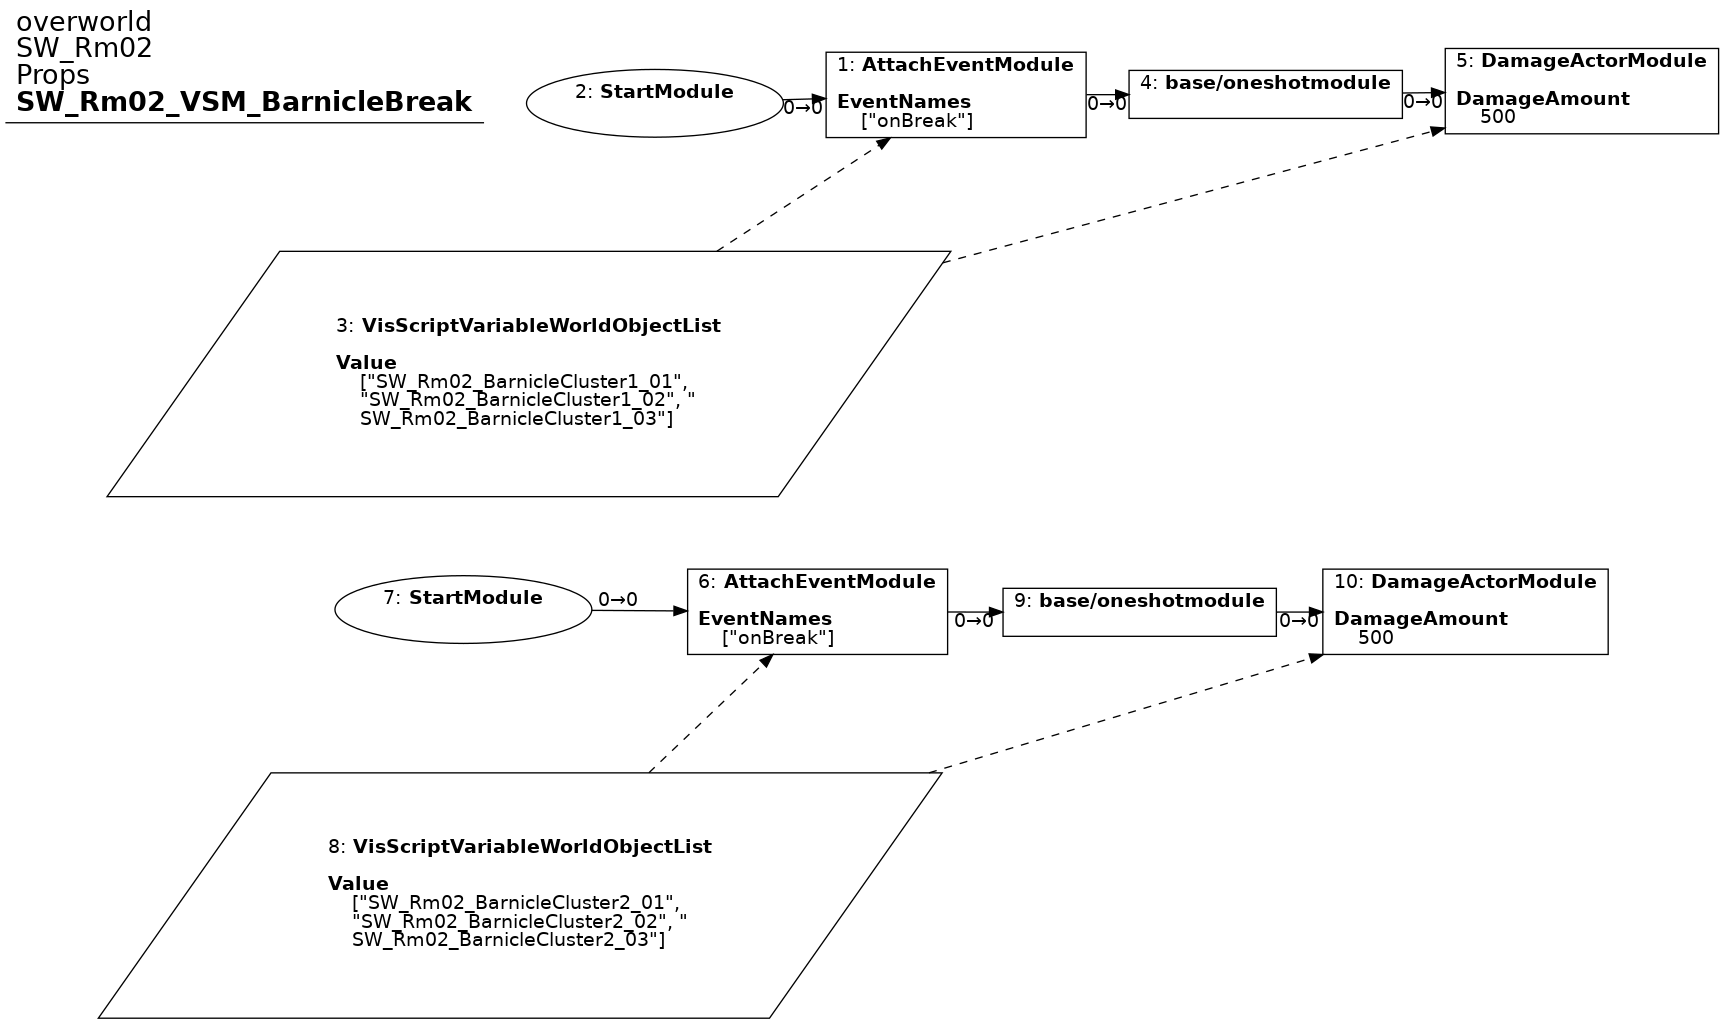 overworld
SW_Rm02
Props
SW_Rm02_VSM_BarnicleBreak
2: StartModule
0→0
1: AttachEventModule
EventNames
["onBreak"]
0→0
4: base/oneshotmodule
0→0
5: DamageActorModule
DamageAmount
500
3: VisScriptVariableWorldObjectList
Value
["SW_Rm02_BarnicleCluster1_01",
"SW_Rm02_BarnicleCluster1_02", "
SW_Rm02_BarnicleCluster1_03"]
7: StartModule
0→0
6: AttachEventModule
EventNames
["onBreak"]
0→0
9: base/oneshotmodule
0→0
10: DamageActorModule
DamageAmount
500
8: VisScriptVariableWorldObjectList
Value
["SW_Rm02_BarnicleCluster2_01",
"SW_Rm02_BarnicleCluster2_02", "
SW_Rm02_BarnicleCluster2_03"]